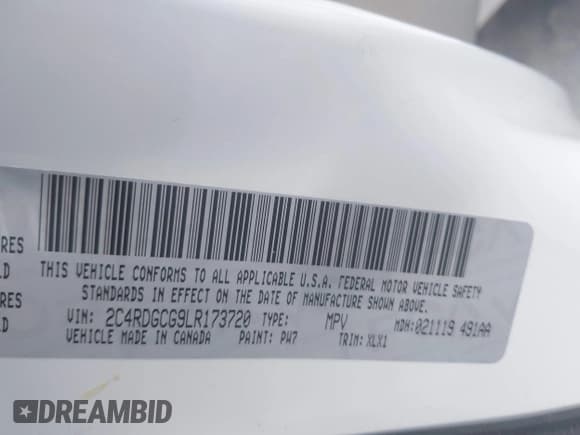 RES
LD
THIS VEHICLE CONFORMS TO ALL APPLICABLE U.S.A. FEDERAL MOTOR VEHICLE SAFETY
STANDARDS IN EFFECT ON THE DATE OF MANUFACTURE SHOWN ABOVE.
RES
LD
VIN: 2C4RDGCG9LR173720 TYPE: MPV MDH:021119 491AA
VEHICLE MADE IN CANADA PAINT: PW7 TRIM: XLX1
DREAMBID